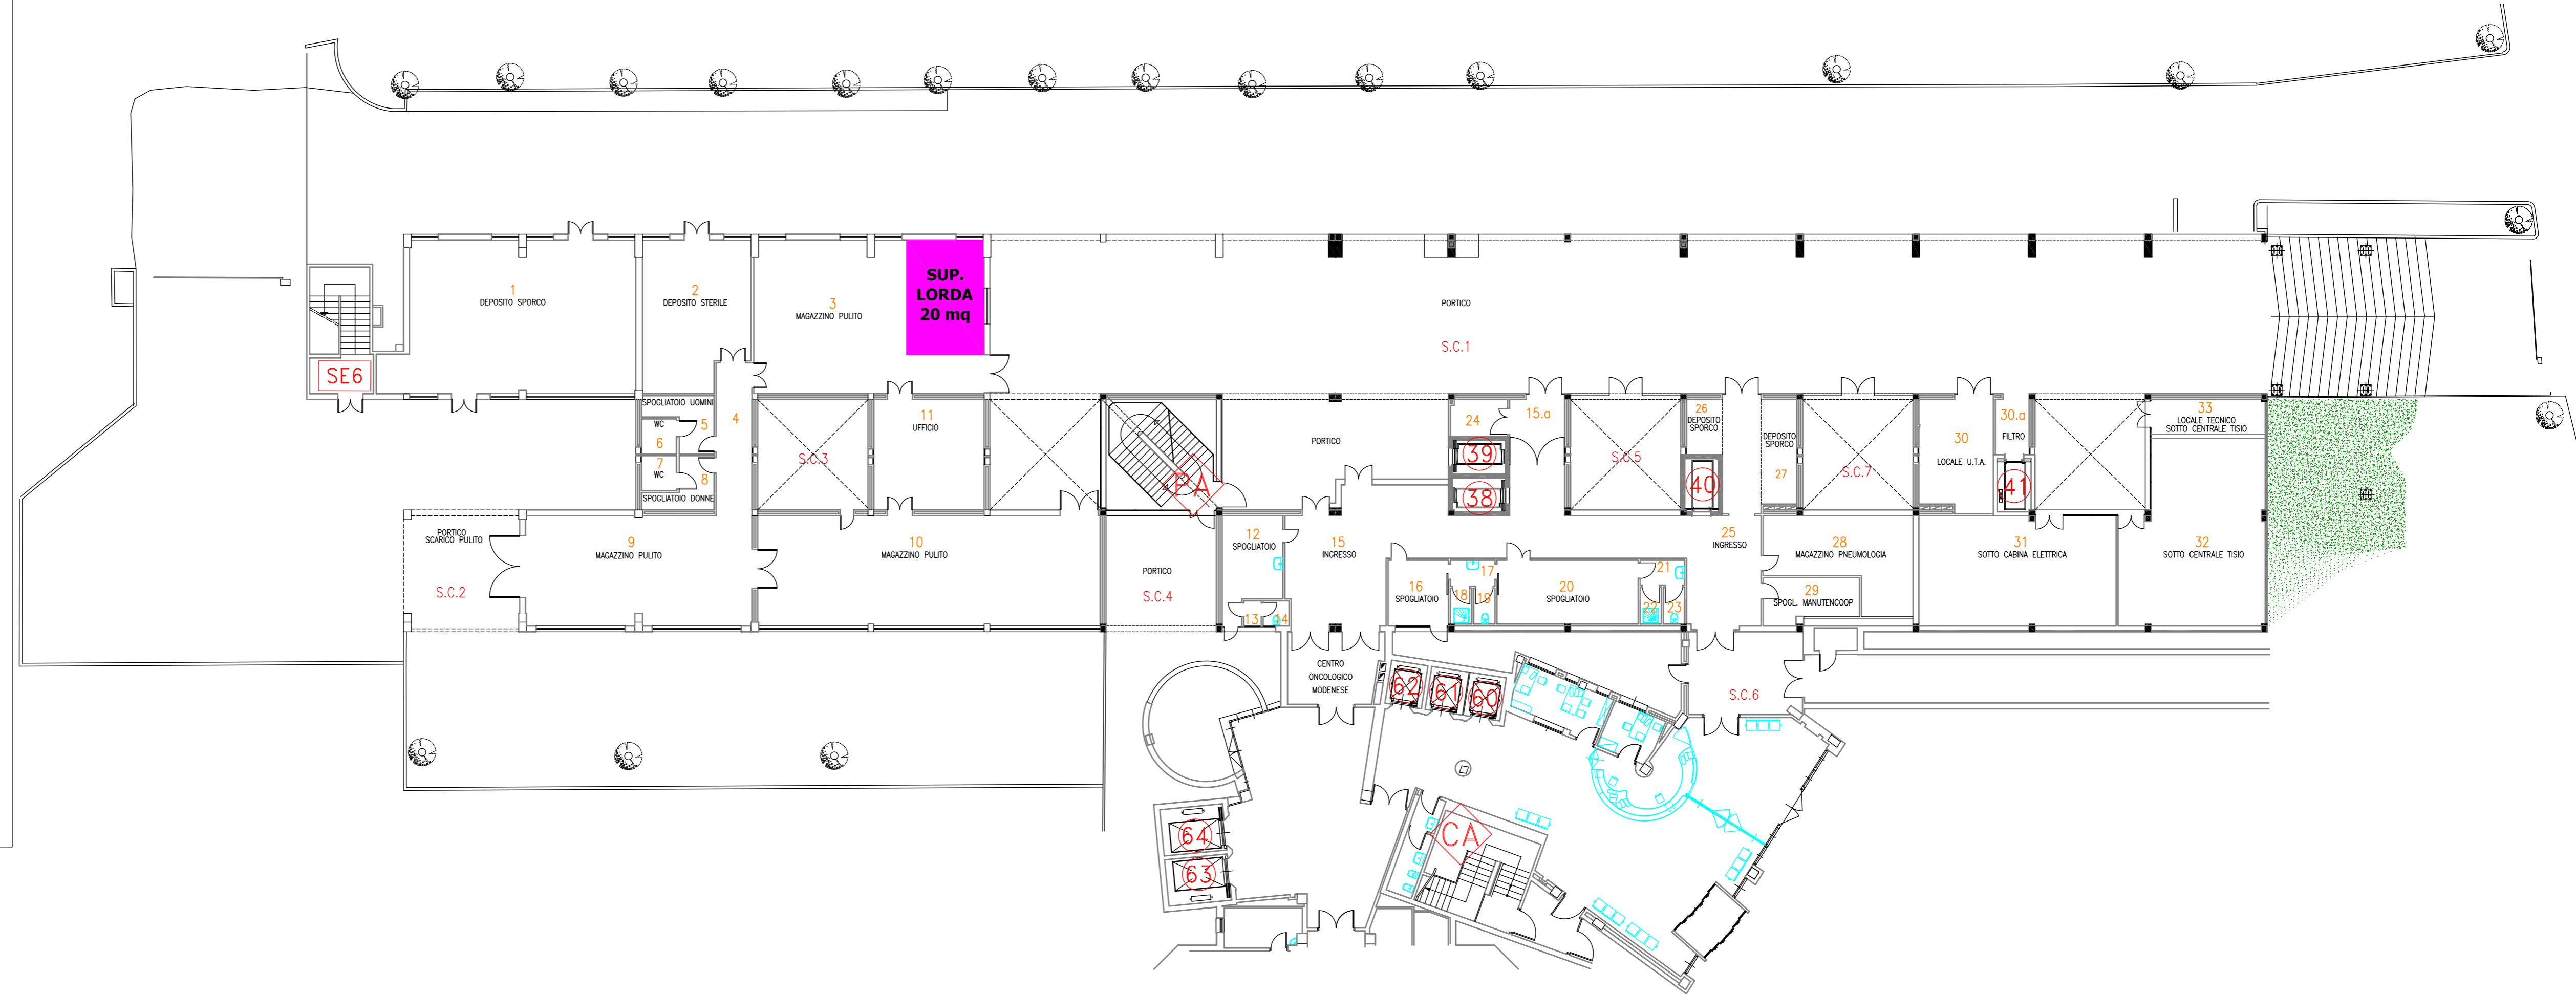 1
DEPOSITO SPORCO
2
DEPOSITO STERILE
3
MAGAZZINO PULITO
SUP.
LORDA
20 mq
PORTICO
S.C.1
SE6
SPOGLIATOIO UOMINI
WC
5
6
7
WC
8
SPOGLIATOIO DONNE
4
S.C.3
11
UFFICIO
PA
PORTICO
24
39
38
15.a
S.C.5
26
DEPOSITO
SPORCO
40
DEPOSITO
SPORCO
27
S.C.7
30
LOCALE U.T.A.
30.a
FILTRO
41
33
LOCALE TECNICO
SOTTO CENTRALE TISIO
PORTICO
SCARICO PULITO
S.C.2
9
MAGAZZINO PULITO
10
MAGAZZINO PULITO
PORTICO
S.C.4
12
SPOGLIATOIO
13
14
15
INGRESSO
16
SPOGLIATOIO
17
18
19
20
SPOGLIATOIO
21
22
23
25
INGRESSO
28
MAGAZZINO PNEUMOLOGIA
29
SPOGL. MANUTENCOOP
31
SOTTO CABINA ELETTRICA
32
SOTTO CENTRALE TISIO
CENTRO
ONCOLOGICO
MODENESE
62
61
60
S.C.6
64
63
CA